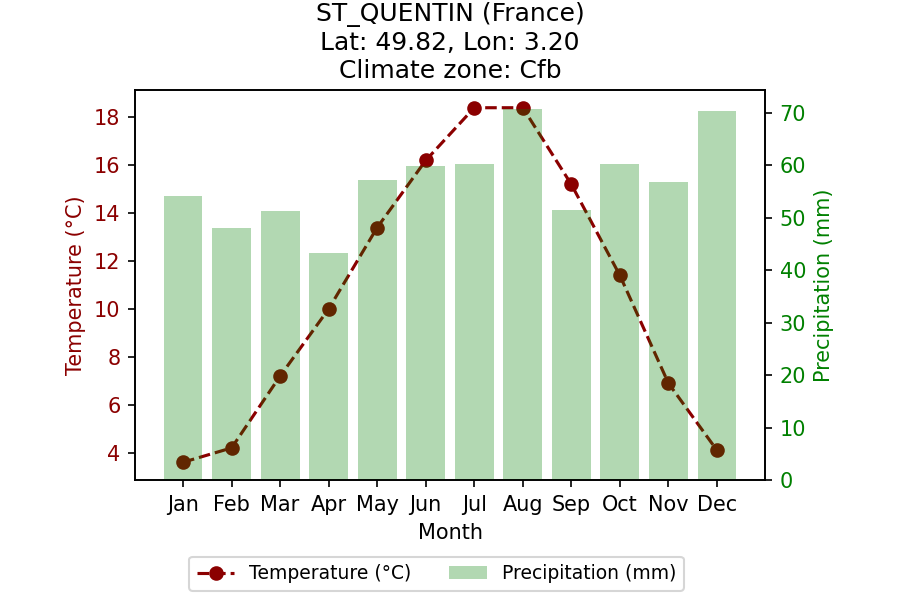 ST_QUENTIN (France)
Lat: 49.82, Lon: 3.20
Climate zone: Cfb
18
16
14
12
10
8
6
4
Temperature (°C)
70
60
50
40
30
20
10
0
Precipitation (mm)
Jan Feb Mar Apr May Jun Jul Aug Sep Oct Nov Dec
Month
Temperature (°C) Precipitation (mm)